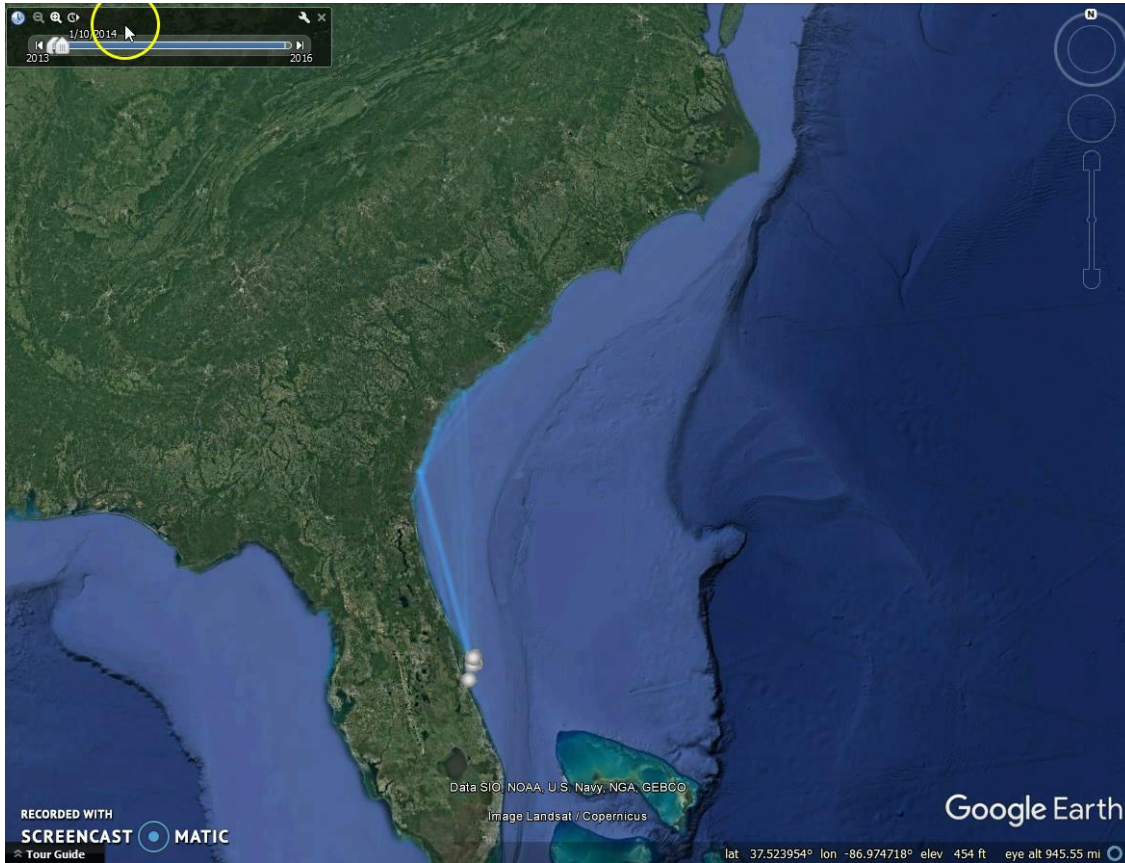 1/10/2014
2013
2016
N
Data SIO, NOAA, U.S. Navy, NGA, GEBCO
Image Landsat / Copernicus
Google Earth
RECORDED WITH
SCREENCAST MATIC
Tour Guide
lat 37.523954° lon -86.974718° elev 454 ft eye alt 945.55 mi